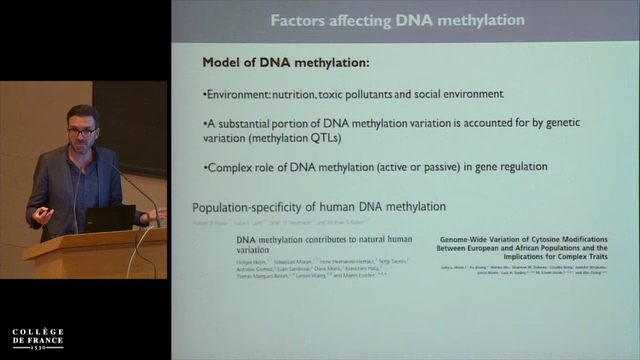 Factors affecting DNA methylation
Model of DNA methylation:
•Environment: nutrition, toxic pollutants and social environment
•A substantial portion of DNA methylation variation is accounted for by genetic
variation (methylation QTLs)
•Complex role of DNA methylation (active or passive) in gene regulation
Population-specificity of human DNA methylation
DNA methylation contributes to natural human
variation
Genome-Wide Variation of Cytosine Modifications
Between European and African Populations and the
Implications for Complex Traits
COLLÈGE
DE FRANCE
1530